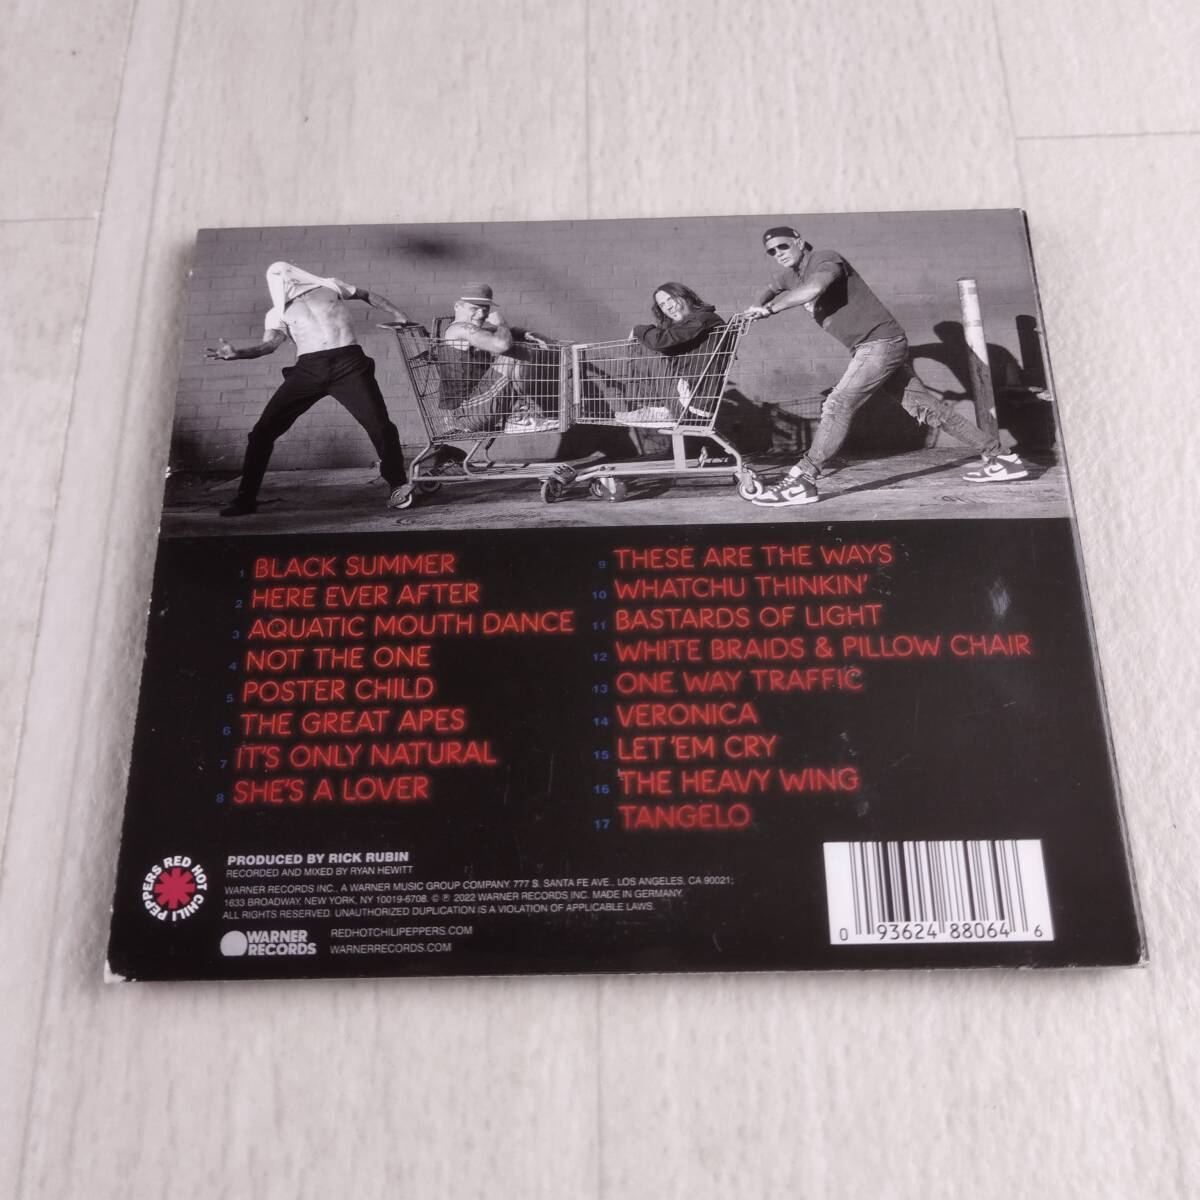 1 BLACK SUMMER
2 HERE EVER AFTER
3 AQUATIC MOUTH DANCE
4 NOT THE ONE
5 POSTER CHILD
6 THE GREAT APES
7 IT'S ONLY NATURAL
8 SHE'S A LOVER
9 THESE ARE THE WAYS
10 WHATCHU THINKIN'
11 BASTARDS OF LIGHT
12 WHITE BRAIDS & PILLOW CHAIR
13 ONE WAY TRAFFIC
14 VERONICA
15 LET 'EM CRY
16 THE HEAVY WING
17 TANGELO
RED HOT CHILI PEPPERS
PRODUCED BY RICK RUBIN
RECORDED AND MIXED BY RYAN HEWITT
WARNER RECORDS INC., A WARNER MUSIC GROUP COMPANY. 777 S. SANTA FE AVE., LOS ANGELES, CA 90021;
1633 BROADWAY, NEW YORK, NY 10019-6708. © ℗ 2022 WARNER RECORDS INC. MADE IN GERMANY.
ALL RIGHTS RESERVED. UNAUTHORIZED DUPLICATION IS A VIOLATION OF APPLICABLE LAWS.
WARNER
RECORDS
REDHOTCHILIPEPPERS.COM
WARNERRECORDS.COM
0 93624 88064 6